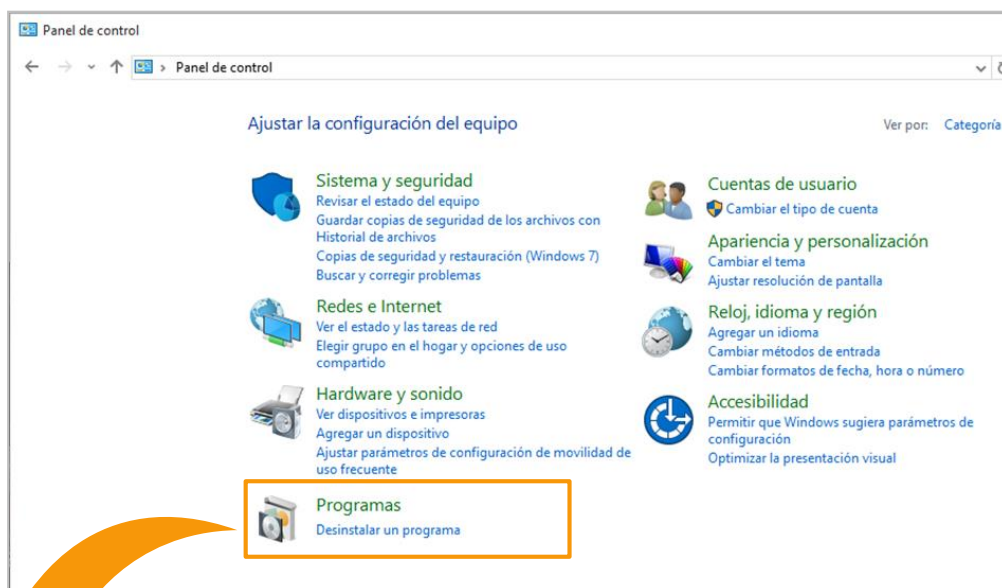 Panel de control
Panel de control
Ajustar la configuración del equipo
Ver por: Categoría
Sistema y seguridad
Revisar el estado del equipo
Guardar copias de seguridad de los archivos con
Historial de archivos
Copias de seguridad y restauración (Windows 7)
Buscar y corregir problemas
Redes e Internet
Ver el estado y las tareas de red
Elegir grupo en el hogar y opciones de uso
compartido
Hardware y sonido
Ver dispositivos e impresoras
Agregar un dispositivo
Ajustar parámetros de configuración de movilidad de
uso frecuente
Programas
Desinstalar un programa
Cuentas de usuario
Cambiar el tipo de cuenta
Apariencia y personalización
Cambiar el tema
Ajustar resolución de pantalla
Reloj, idioma y región
Agregar un idioma
Cambiar métodos de entrada
Cambiar formatos de fecha, hora o número
Accesibilidad
Permitir que Windows sugiera parámetros de
configuración
Optimizar la presentación visual